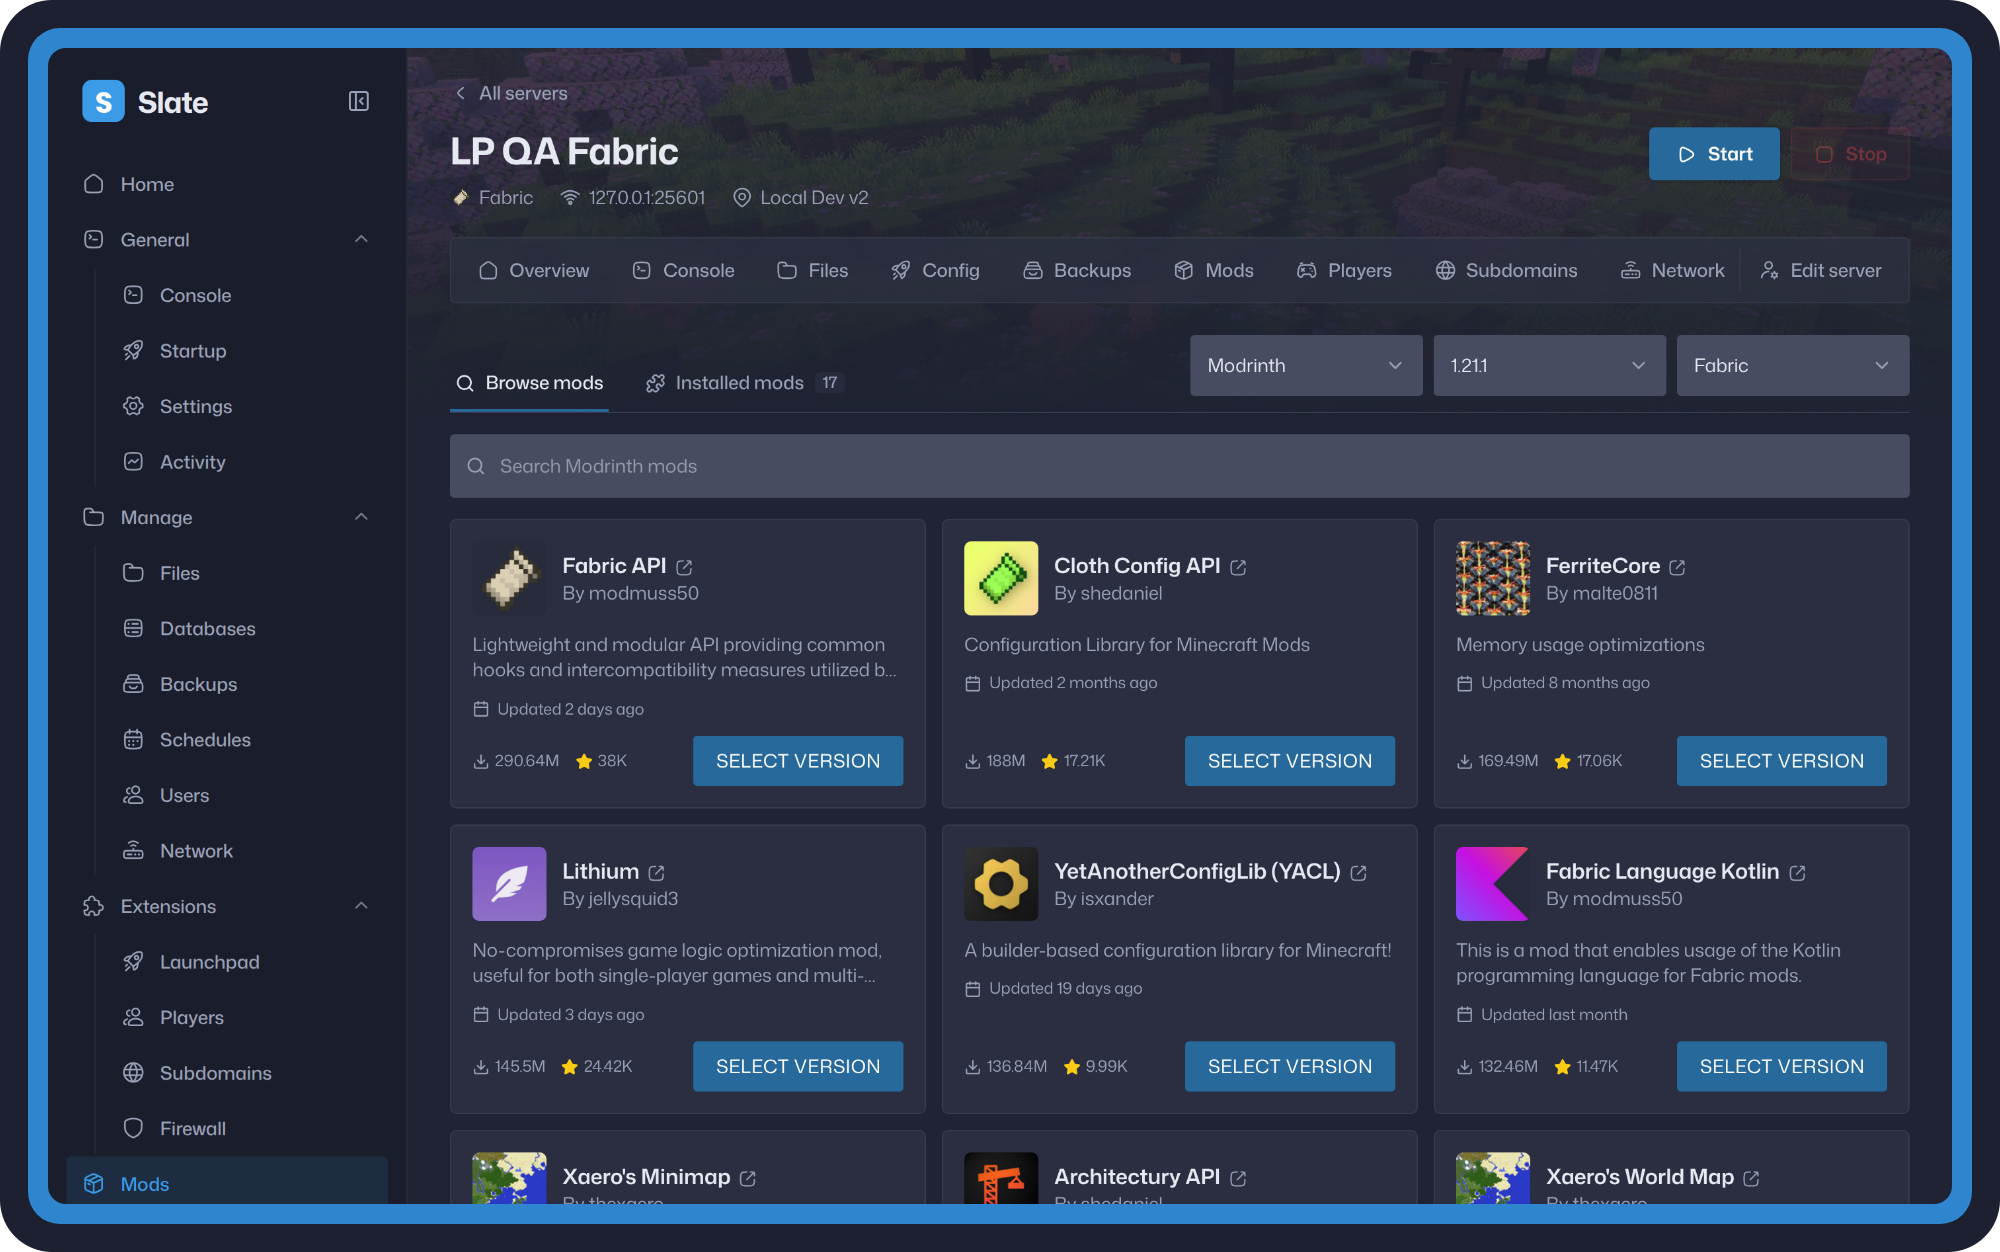 S Slate
Home
General
Console
Startup
Settings
Activity
Manage
Files
Databases
Backups
Schedules
Users
Network
Extensions
Launchpad
Players
Subdomains
Firewall
Mods
All servers
LP QA Fabric
Fabric 127.0.0.1:25601 Local Dev v2
Start Stop
Overview Console Files Config Backups Mods Players Subdomains Network Edit server
Browse mods Installed mods 17
Modrinth 1.21.1 Fabric
Search Modrinth mods
Fabric API
By modmuss50
Lightweight and modular API providing common
hooks and intercompatibility measures utilized b...
Updated 2 days ago
290.64M 38K SELECT VERSION
Cloth Config API
By shedaniel
Configuration Library for Minecraft Mods
Updated 2 months ago
188M 17.21K SELECT VERSION
FerriteCore
By malte0811
Memory usage optimizations
Updated 8 months ago
169.49M 17.06K SELECT VERSION
Lithium
By jellysquid3
No-compromises game logic optimization mod,
useful for both single-player games and multi-...
Updated 3 days ago
145.5M 24.42K SELECT VERSION
YetAnotherConfigLib (YACL)
By isxander
A builder-based configuration library for Minecraft!
Updated 19 days ago
136.84M 9.99K SELECT VERSION
Fabric Language Kotlin
By modmuss50
This is a mod that enables usage of the Kotlin
programming language for Fabric mods.
Updated last month
132.46M 11.47K SELECT VERSION
Xaero's Minimap
By thexaero
Architectury API
By shedaniel
Xaero's World Map
By thexaero